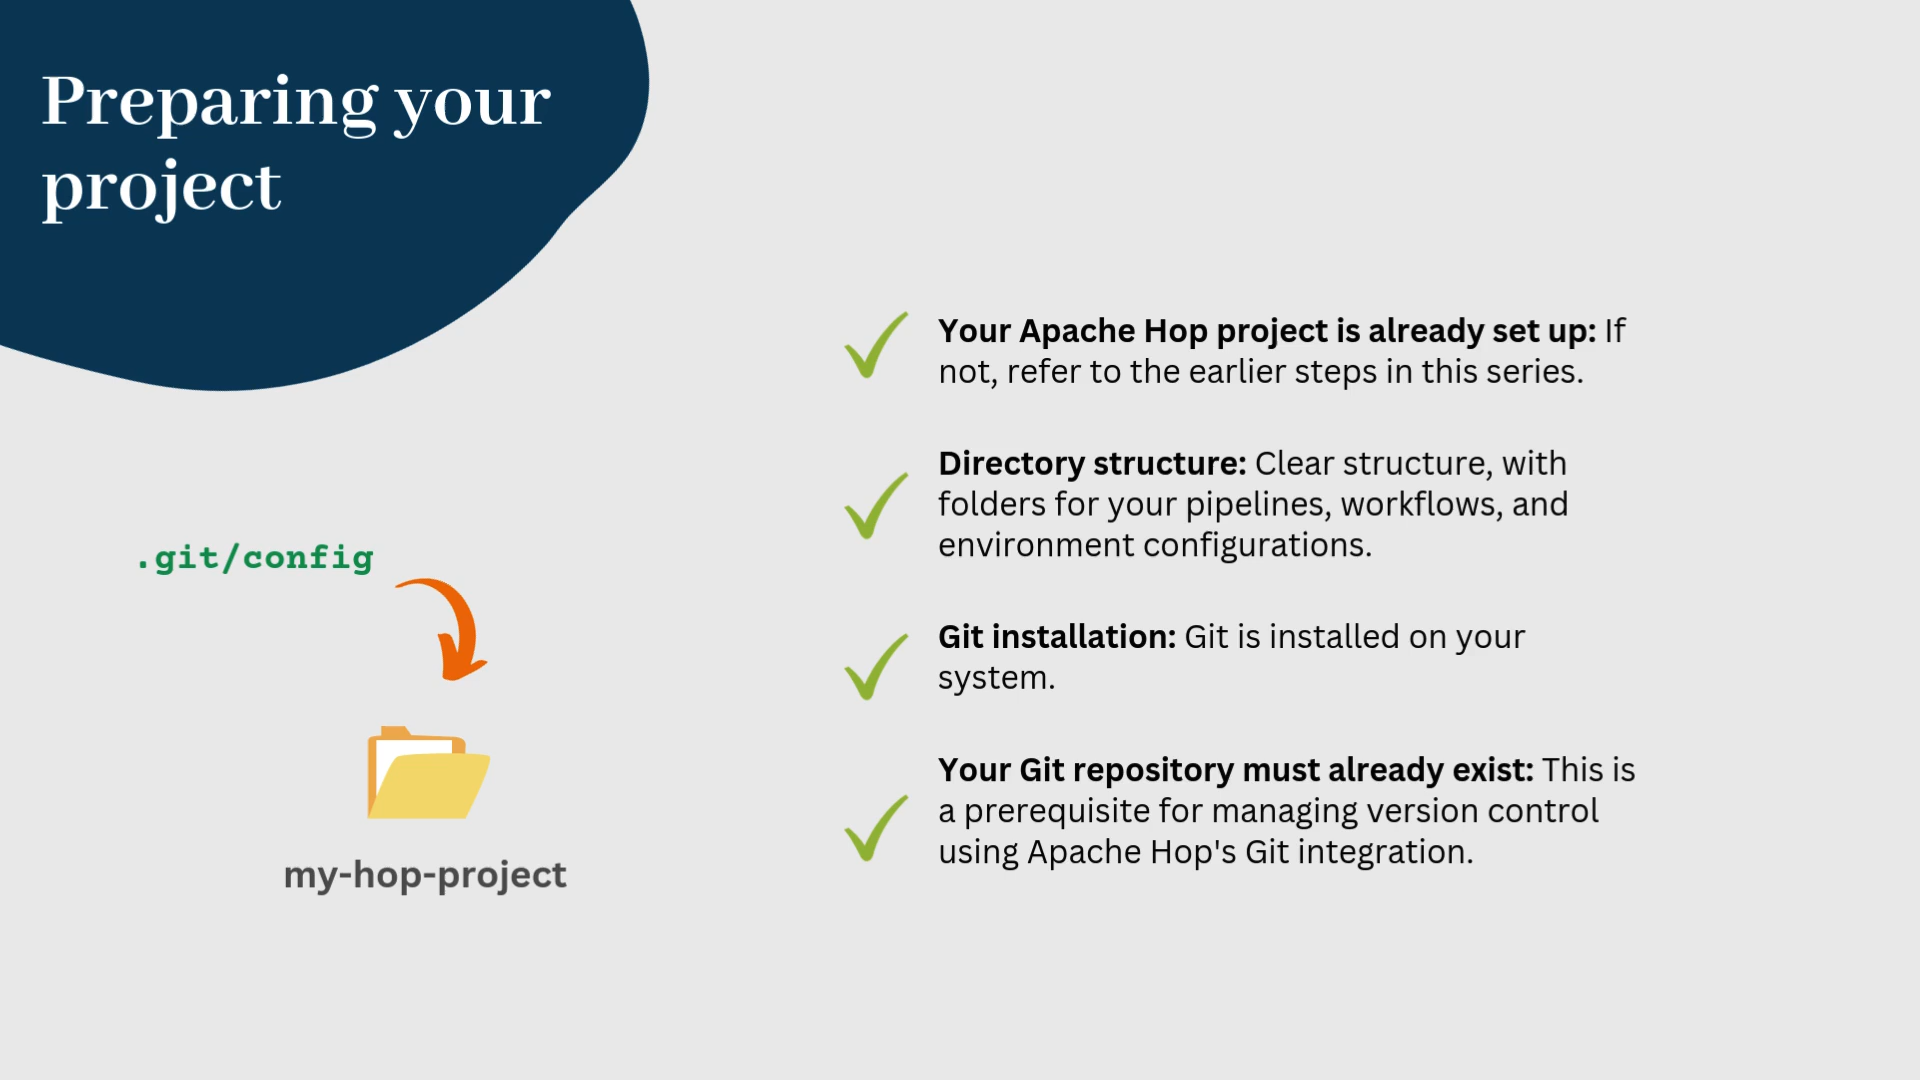 Preparing your
project
.git/config
my-hop-project
Your Apache Hop project is already set up: If
not, refer to the earlier steps in this series.
Directory structure: Clear structure, with
folders for your pipelines, workflows, and
environment configurations.
Git installation: Git is installed on your
system.
Your Git repository must already exist: This is
a prerequisite for managing version control
using Apache Hop's Git integration.